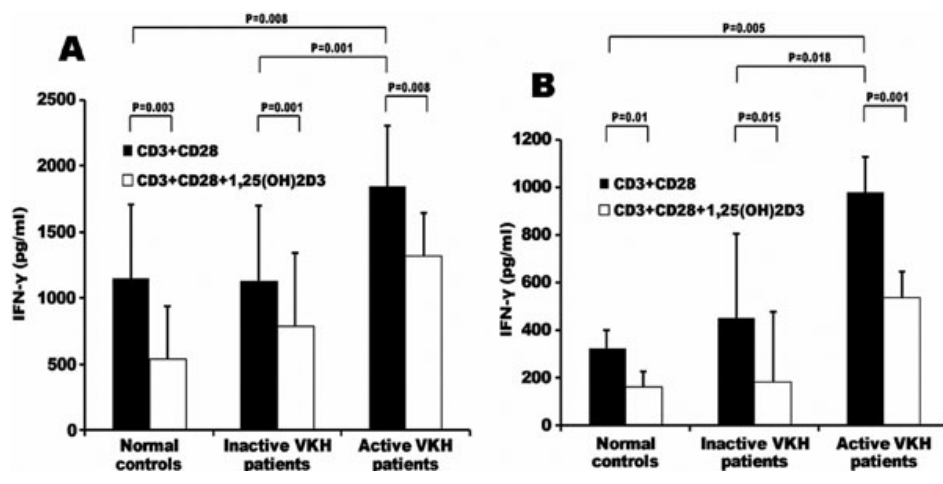 A
P=0.008
P=0.001
P=0.003
P=0.001
P=0.008
CD3+CD28
CD3+CD28+1,25(OH)2D3
IFN-γ (pg/ml)
2500
2000
1500
1000
500
0
Normal controls
Inactive VKH patients
Active VKH patients
B
P=0.005
P=0.018
P=0.01
P=0.015
P=0.001
CD3+CD28
CD3+CD28+1,25(OH)2D3
IFN-γ (pg/ml)
1200
1000
800
600
400
200
0
Normal controls
Inactive VKH patients
Active VKH patients